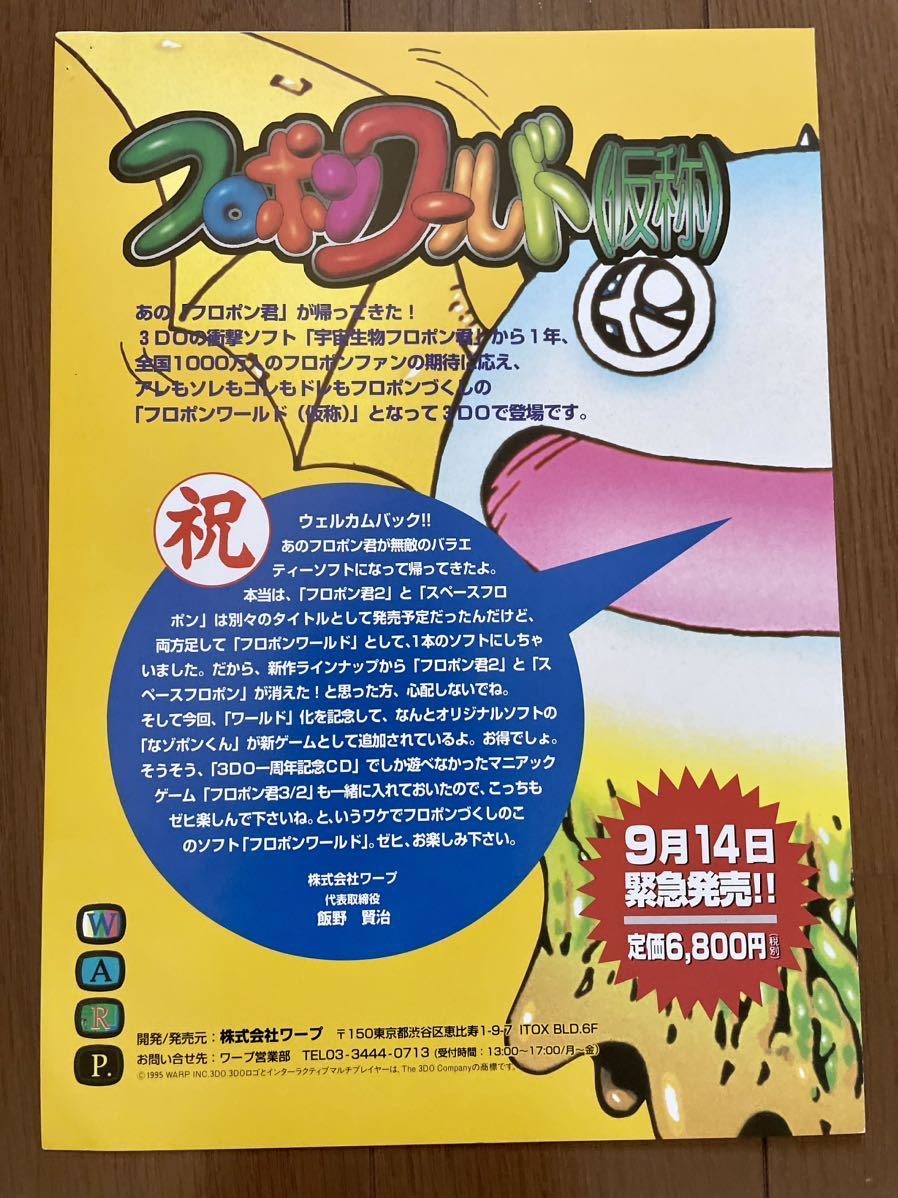 フロポンワールド(仮称)
あの「フロポン君」が帰ってきた！
3DOの衝撃ソフト「宇宙生物フロポン君」から1年、
全国1000万人のフロポンファンの期待に応え、
アレもソレもコレもドレもフロポンづくしの
「フロポンワールド（仮称）」となって3DOで登場です。
祝
ウェルカムバック!!
あのフロポン君が無敵のバラエ
ティーソフトになって帰ってきたよ。
本当は、「フロポン君2」と「スペースフロ
ポン」は別々のタイトルとして発売予定だったんだけど、
両方足して「フロポンワールド」として、1本のソフトにしちゃ
いました。だから、新作ラインナップから「フロポン君2」と「ス
ペースフロポン」が消えた！と思った方、心配しないでね。
そして今回、「ワールド」化を記念して、なんとオリジナルソフトの
「なゾポンくん」が新ゲームとして追加されているよ。お得でしょ。
そうそう、「3DO一周年記念CD」でしか遊べなかったマニアック
ゲーム「フロポン君3/2」も一緒に入れておいたので、こっちも
ゼヒ楽しんで下さいね。と、いうワケでフロポンづくしのこ
のソフト「フロポンワールド」。ゼヒ、お楽しみ下さい。
株式会社ワープ
代表取締役
飯野 賢治
9月14日
緊急発売!!
定価6,800円(税別)
W
A
R
P.
開発/発売元：株式会社ワープ 〒150東京都渋谷区恵比寿1-9-7 ITOX BLD.6F
お問い合せ先：ワープ営業部 TEL03-3444-0713 (受付時間：13:00〜17:00/月〜金)
©1995 WARP INC.3DO,3DOロゴとインターラクティブマルチプレイヤーは、The 3DO Companyの商標です。